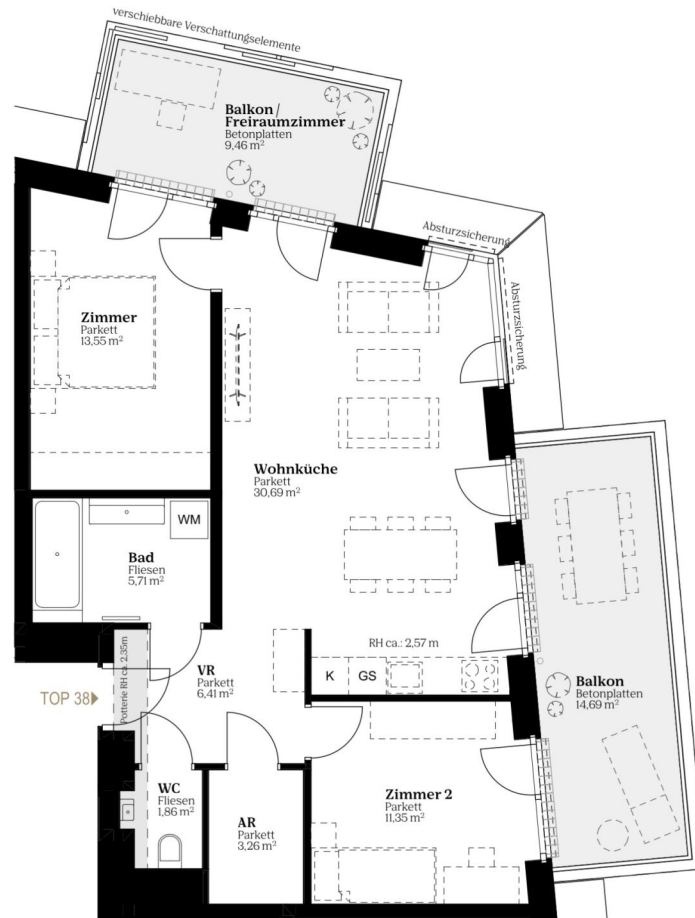 verschiebbare Verschattungselemente
Balkon/
Freiraumzimmer
Betonplatten
9,46 m²
Absturzsicherung
Absturzsicherung
Zimmer
Parkett
13,55 m²
Wohnküche
Parkett
30,69 m²
WM
Bad
Fliesen
5,71 m²
RH ca.: 2,57 m
K
GS
Potterie RH ca. 2,35m
VR
Parkett
6,41 m²
TOP 38
Balkon
Betonplatten
14,69 m²
WC
Fliesen
1,86 m²
AR
Parkett
3,26 m²
Zimmer 2
Parkett
11,35 m²